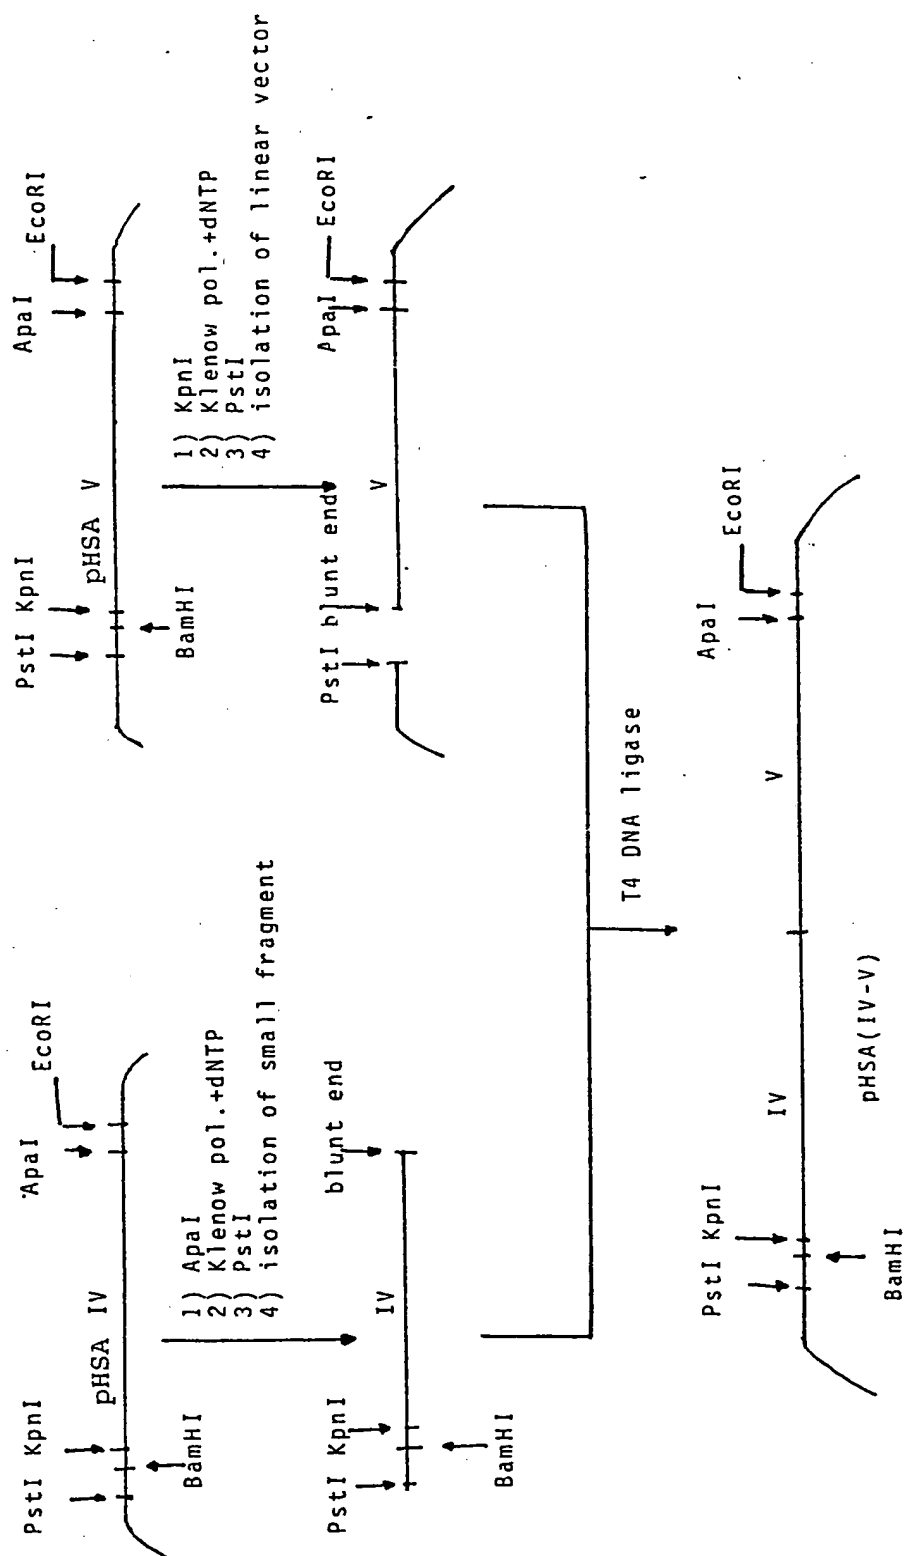 PstI KpnI
pHSA IV
ApaI
EcoRI
BamHI
1) ApaI
2) Klenow pol.+dNTP
3) PstI
4) isolation of small fragment
PstI KpnI
IV
blunt end
BamHI
PstI KpnI
pHSA V
ApaI
EcoRI
BamHI
1) KpnI
2) Klenow pol.+dNTP
3) PstI
4) isolation of linear vector
PstI blunt end
V
ApaI
EcoRI
T4 DNA ligase
PstI KpnI
IV
V
ApaI
EcoRI
BamHI
pHSA(IV-V)